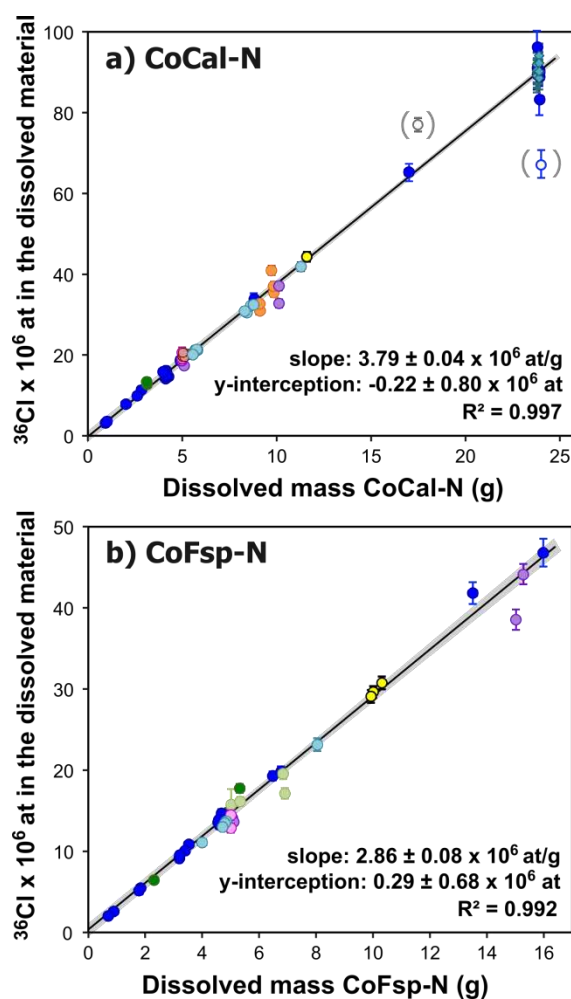 a) CoCal-N
³⁶Cl x 10⁶ at in the dissolved material
100
80
60
40
20
0
( )
( )
slope: 3.79 ± 0.04 x 10⁶ at/g
y-interception: -0.22 ± 0.80 x 10⁶ at
R² = 0.997
0 5 10 15 20 25
Dissolved mass CoCal-N (g)
b) CoFsp-N
³⁶Cl x 10⁶ at in the dissolved material
50
40
30
20
10
0
slope: 2.86 ± 0.08 x 10⁶ at/g
y-interception: 0.29 ± 0.68 x 10⁶ at
R² = 0.992
0 2 4 6 8 10 12 14 16
Dissolved mass CoFsp-N (g)